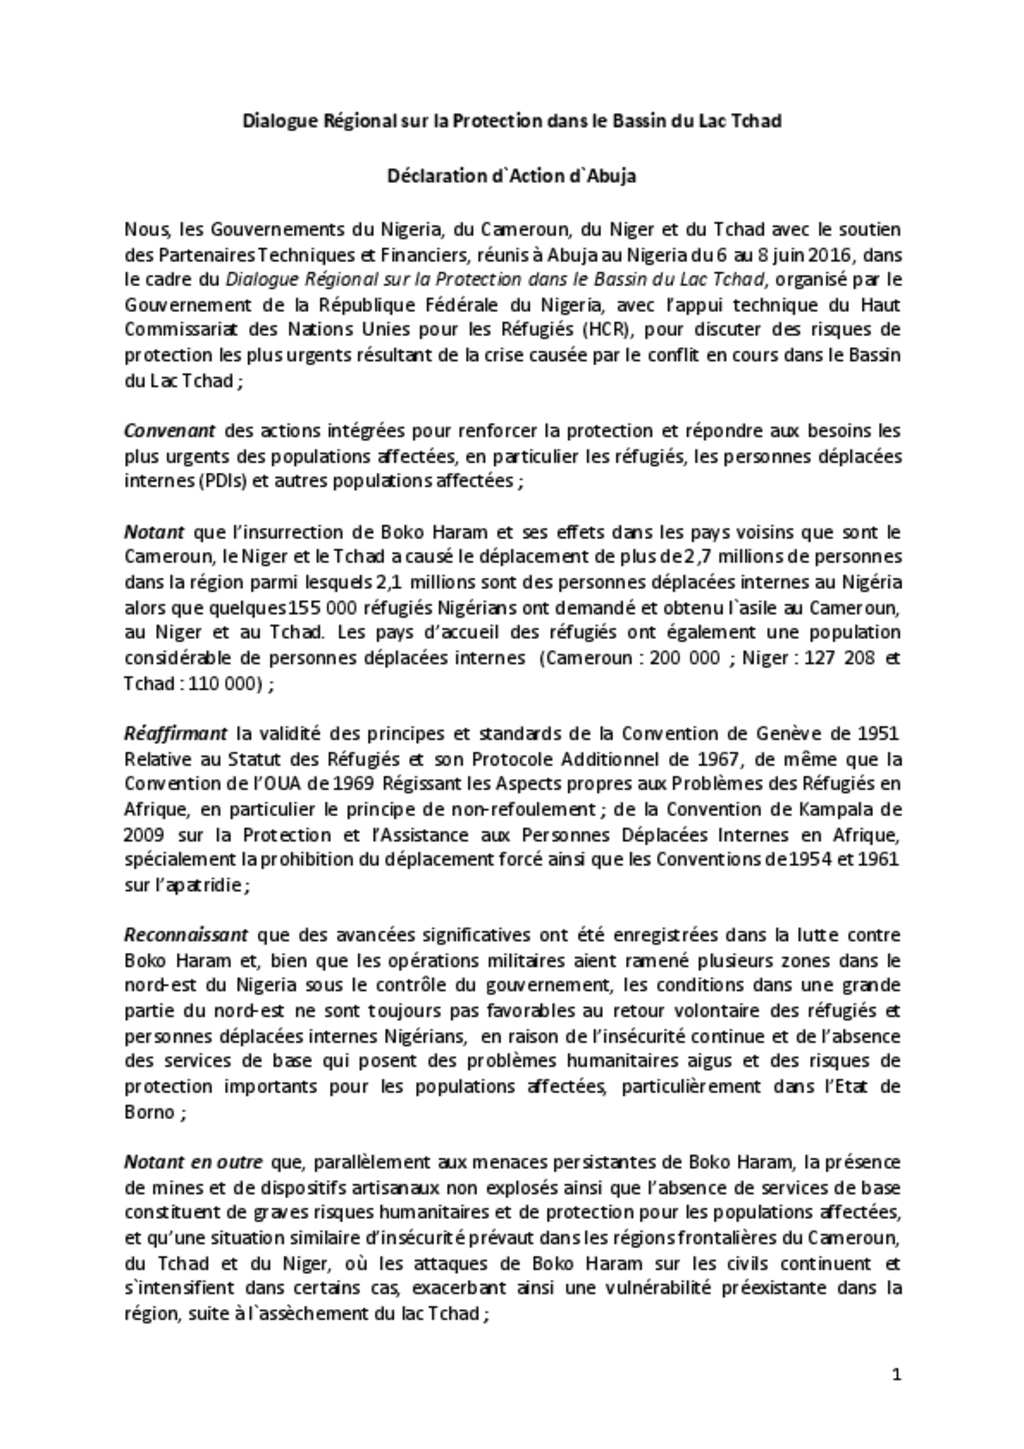 Dialogue Régional sur la Protection dans le Bassin du Lac Tchad
Déclaration d`Action d`Abuja
Nous, les Gouvernements du Nigeria, du Cameroun, du Niger et du Tchad avec le soutien
des Partenaires Techniques et Financiers, réunis à Abuja au Nigeria du 6 au 8 juin 2016, dans
le cadre du Dialogue Régional sur la Protection dans le Bassin du Lac Tchad, organisé par le
Gouvernement de la République Fédérale du Nigeria, avec l’appui technique du Haut
Commissariat des Nations Unies pour les Réfugiés (HCR), pour discuter des risques de
protection les plus urgents résultant de la crise causée par le conflit en cours dans le Bassin
du Lac Tchad ;
Convenant des actions intégrées pour renforcer la protection et répondre aux besoins les
plus urgents des populations affectées, en particulier les réfugiés, les personnes déplacées
internes (PDIs) et autres populations affectées ;
Notant que l’insurrection de Boko Haram et ses effets dans les pays voisins que sont le
Cameroun, le Niger et le Tchad a causé le déplacement de plus de 2,7 millions de personnes
dans la région parmi lesquels 2,1 millions sont des personnes déplacées internes au Nigéria
alors que quelques 155 000 réfugiés Nigérians ont demandé et obtenu l`asile au Cameroun,
au Niger et au Tchad. Les pays d’accueil des réfugiés ont également une population
considérable de personnes déplacées internes (Cameroun : 200 000 ; Niger : 127 208 et
Tchad : 110 000) ;
Réaffirmant la validité des principes et standards de la Convention de Genève de 1951
Relative au Statut des Réfugiés et son Protocole Additionnel de 1967, de même que la
Convention de l’OUA de 1969 Régissant les Aspects propres aux Problèmes des Réfugiés en
Afrique, en particulier le principe de non-refoulement ; de la Convention de Kampala de
2009 sur la Protection et l’Assistance aux Personnes Déplacées Internes en Afrique,
spécialement la prohibition du déplacement forcé ainsi que les Conventions de 1954 et 1961
sur l’apatridie ;
Reconnaissant que des avancées significatives ont été enregistrées dans la lutte contre
Boko Haram et, bien que les opérations militaires aient ramené plusieurs zones dans le
nord-est du Nigeria sous le contrôle du gouvernement, les conditions dans une grande
partie du nord-est ne sont toujours pas favorables au retour volontaire des réfugiés et
personnes déplacées internes Nigérians, en raison de l’insécurité continue et de l’absence
des services de base qui posent des problèmes humanitaires aigus et des risques de
protection importants pour les populations affectées, particulièrement dans l’Etat de
Borno ;
Notant en outre que, parallèlement aux menaces persistantes de Boko Haram, la présence
de mines et de dispositifs artisanaux non explosés ainsi que l’absence de services de base
constituent de graves risques humanitaires et de protection pour les populations affectées,
et qu’une situation similaire d’insécurité prévaut dans les régions frontalières du Cameroun,
du Tchad et du Niger, où les attaques de Boko Haram sur les civils continuent et
s`intensifient dans certains cas, exacerbant ainsi une vulnérabilité préexistante dans la
région, suite à l`assèchement du lac Tchad ;
1